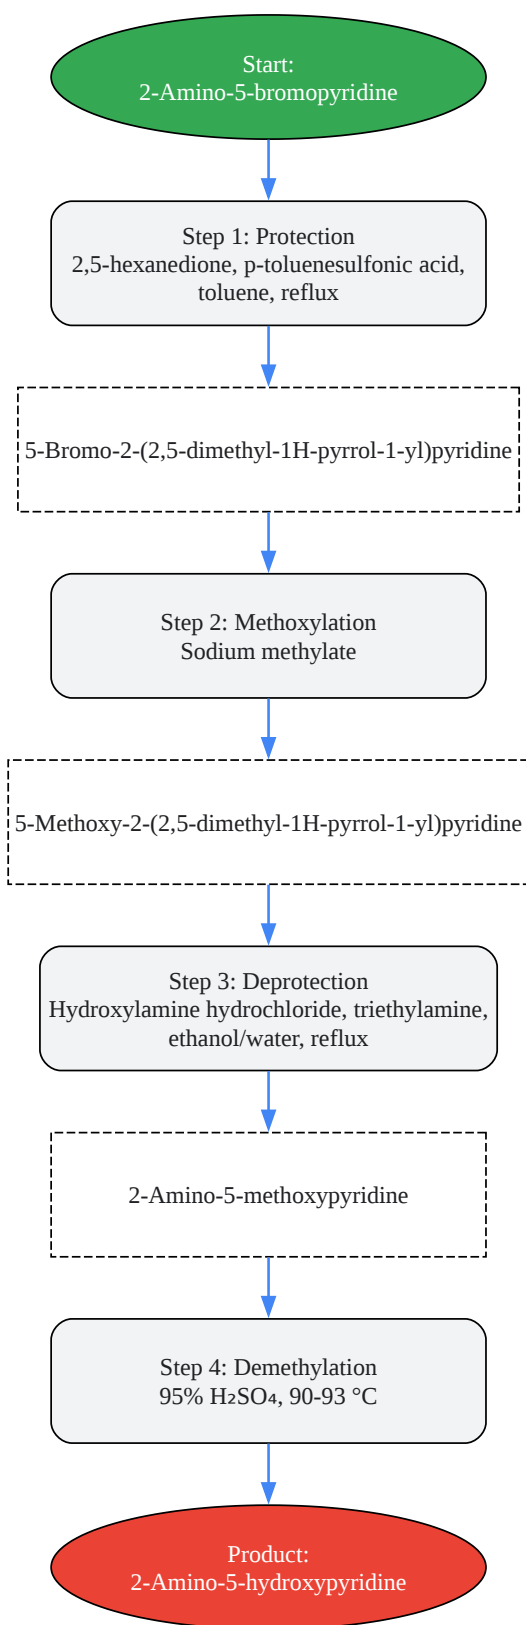 Start:
2-Amino-5-bromopyridine
Step 1: Protection
2,5-hexanedione, p-toluenesulfonic acid,
toluene, reflux
5-Bromo-2-(2,5-dimethyl-1H-pyrrol-1-yl)pyridine
Step 2: Methoxylation
Sodium methylate
5-Methoxy-2-(2,5-dimethyl-1H-pyrrol-1-yl)pyridine
Step 3: Deprotection
Hydroxylamine hydrochloride, triethylamine,
ethanol/water, reflux
2-Amino-5-methoxypyridine
Step 4: Demethylation
95% H₂SO₄, 90-93 °C
Product:
2-Amino-5-hydroxypyridine